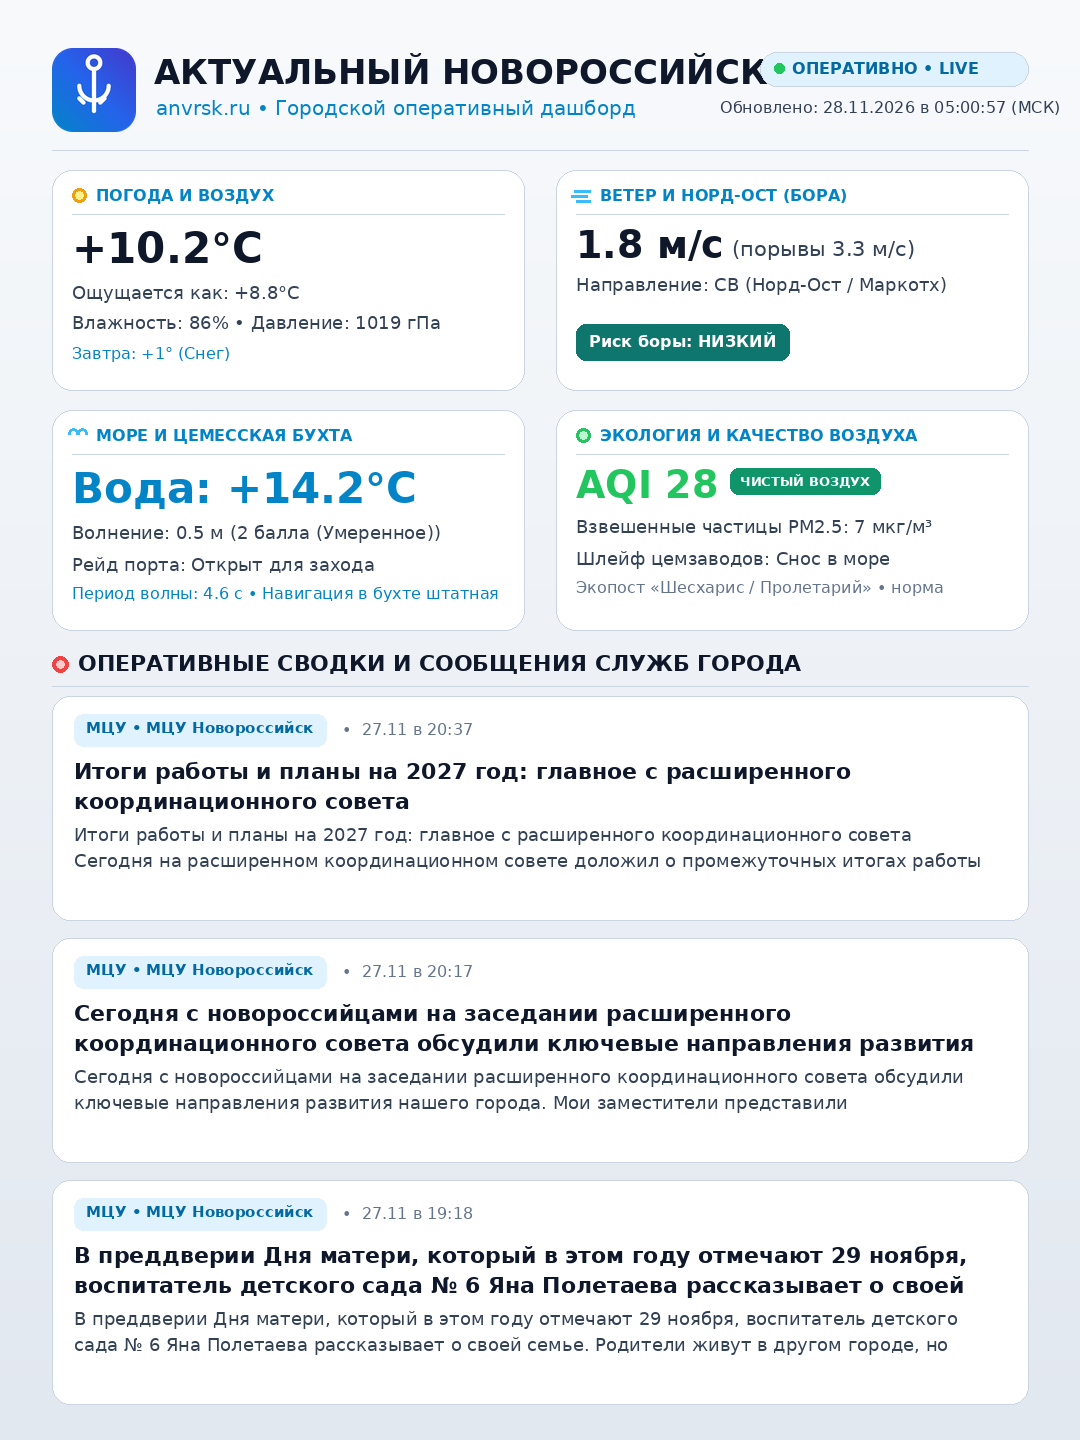 АКТУАЛЬНЫЙ НОВОРОССИЙСК
ОПЕРАТИВНО • LIVE
anvrsk.ru • Городской оперативный дашборд
Обновлено: 28.11.2026 в 05:00:57 (МСК)
ПОГОДА И ВОЗДУХ
+10.2°C
Ощущается как: +8.8°C
Влажность: 86% • Давление: 1019 гПа
Завтра: +1° (Снег)
ВЕТЕР И НОРД-ОСТ (БОРА)
1.8 м/с (порывы 3.3 м/с)
Направление: СВ (Норд-Ост / Маркотх)
Риск боры: НИЗКИЙ
МОРЕ И ЦЕМЕССКАЯ БУХТА
Вода: +14.2°C
Волнение: 0.5 м (2 балла (Умеренное))
Рейд порта: Открыт для захода
Период волны: 4.6 с • Навигация в бухте штатная
ЭКОЛОГИЯ И КАЧЕСТВО ВОЗДУХА
AQI 28 ЧИСТЫЙ ВОЗДУХ
Взвешенные частицы PM2.5: 7 мкг/м³
Шлейф цемзаводов: Снос в море
Экопост «Шесхарис / Пролетарий» • норма
ОПЕРАТИВНЫЕ СВОДКИ И СООБЩЕНИЯ СЛУЖБ ГОРОДА
МЦУ • МЦУ Новороссийск • 27.11 в 20:37
Итоги работы и планы на 2027 год: главное с расширенного
координационного совета
Итоги работы и планы на 2027 год: главное с расширенного координационного совета
Сегодня на расширенном координационном совете доложил о промежуточных итогах работы
МЦУ • МЦУ Новороссийск • 27.11 в 20:17
Сегодня с новороссийцами на заседании расширенного
координационного совета обсудили ключевые направления развития
Сегодня с новороссийцами на заседании расширенного координационного совета обсудили
ключевые направления развития нашего города. Мои заместители представили
МЦУ • МЦУ Новороссийск • 27.11 в 19:18
В преддверии Дня матери, который в этом году отмечают 29 ноября,
воспитатель детского сада № 6 Яна Полетаева рассказывает о своей
В преддверии Дня матери, который в этом году отмечают 29 ноября, воспитатель детского
сада № 6 Яна Полетаева рассказывает о своей семье. Родители живут в другом городе, но